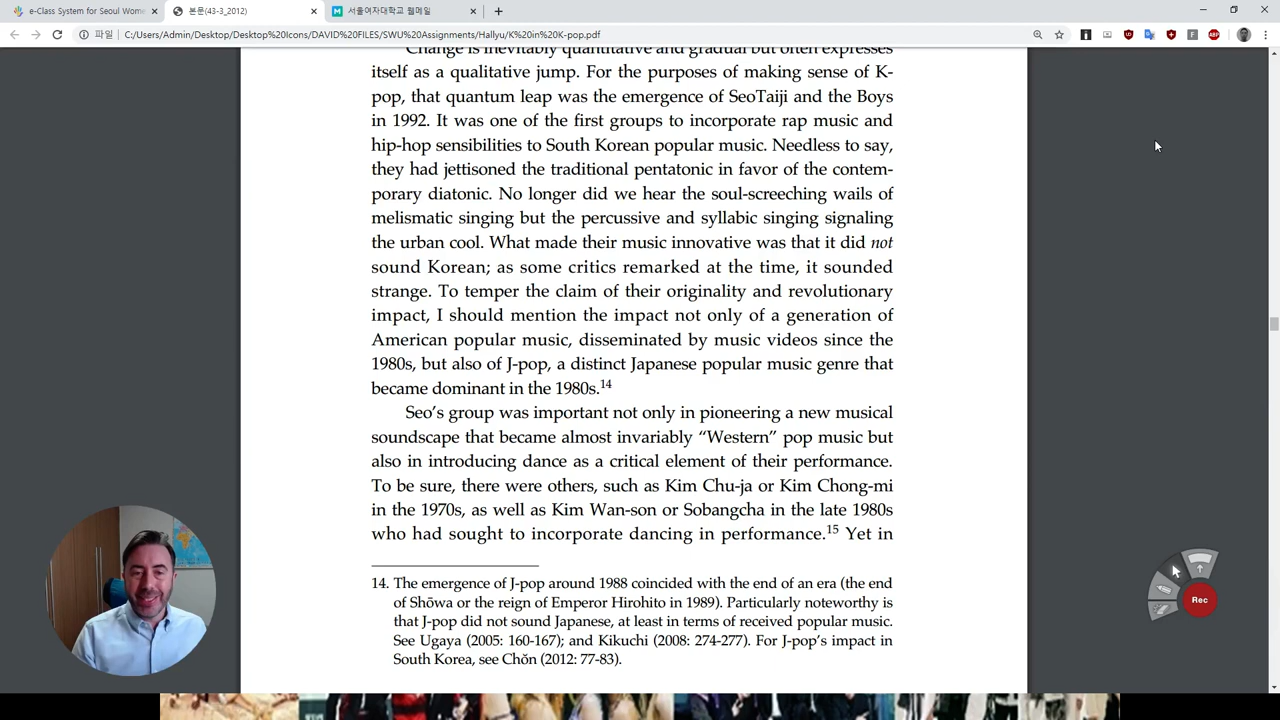 e-Class System for Seoul Wome
본문(43-3_2012)
서울여자대학교 웹메일
파일
C:/Users/Admin/Desktop/Desktop%20Icons/DAVID%20FILES/SWU%20Assignments/Hallyu/K%20in%20K-pop.pdf
Change is inevitably quantitative and gradual but often expresses
itself as a qualitative jump. For the purposes of making sense of K-
pop, that quantum leap was the emergence of SeoTaiji and the Boys
in 1992. It was one of the first groups to incorporate rap music and
hip-hop sensibilities to South Korean popular music. Needless to say,
they had jettisoned the traditional pentatonic in favor of the contem-
porary diatonic. No longer did we hear the soul-screeching wails of
melismatic singing but the percussive and syllabic singing signaling
the urban cool. What made their music innovative was that it did not
sound Korean; as some critics remarked at the time, it sounded
strange. To temper the claim of their originality and revolutionary
impact, I should mention the impact not only of a generation of
American popular music, disseminated by music videos since the
1980s, but also of J-pop, a distinct Japanese popular music genre that
became dominant in the 1980s.14
Seo's group was important not only in pioneering a new musical
soundscape that became almost invariably “Western” pop music but
also in introducing dance as a critical element of their performance.
To be sure, there were others, such as Kim Chu-ja or Kim Chong-mi
in the 1970s, as well as Kim Wan-son or Sobangcha in the late 1980s
who had sought to incorporate dancing in performance.15 Yet in
14. The emergence of J-pop around 1988 coincided with the end of an era (the end
of Shōwa or the reign of Emperor Hirohito in 1989). Particularly noteworthy is
that J-pop did not sound Japanese, at least in terms of received popular music.
See Ugaya (2005: 160-167); and Kikuchi (2008: 274-277). For J-pop's impact in
South Korea, see Chŏn (2012: 77-83).
Rec